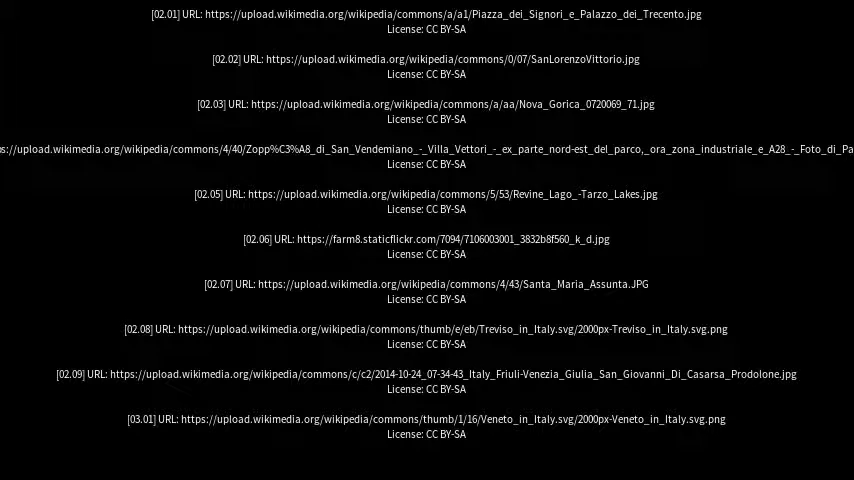 [02.01] URL: https://upload.wikimedia.org/wikipedia/commons/a/a1/Piazza_dei_Signori_e_Palazzo_dei_Trecento.jpg
License: CC BY-SA
[02.02] URL: https://upload.wikimedia.org/wikipedia/commons/0/07/SanLorenzoVittorio.jpg
License: CC BY-SA
[02.03] URL: https://upload.wikimedia.org/wikipedia/commons/a/aa/Nova_Gorica_0720069_71.jpg
License: CC BY-SA
s://upload.wikimedia.org/wikipedia/commons/4/40/Zopp%C3%A8_di_San_Vendemiano_-_Villa_Vettori_-_ex_parte_nord-est_del_parco,_ora_zona_industriale_e_A28_-_Foto_di_Pa
License: CC BY-SA
[02.05] URL: https://upload.wikimedia.org/wikipedia/commons/5/53/Revine_Lago_-Tarzo_Lakes.jpg
License: CC BY-SA
[02.06] URL: https://farm8.staticflickr.com/7094/7106003001_3832b8f560_k_d.jpg
License: CC BY-SA
[02.07] URL: https://upload.wikimedia.org/wikipedia/commons/4/43/Santa_Maria_Assunta.JPG
License: CC BY-SA
[02.08] URL: https://upload.wikimedia.org/wikipedia/commons/thumb/e/eb/Treviso_in_Italy.svg/2000px-Treviso_in_Italy.svg.png
License: CC BY-SA
[02.09] URL: https://upload.wikimedia.org/wikipedia/commons/c/c2/2014-10-24_07-34-43_Italy_Friuli-Venezia_Giulia_San_Giovanni_Di_Casarsa_Prodolone.jpg
License: CC BY-SA
[03.01] URL: https://upload.wikimedia.org/wikipedia/commons/thumb/1/16/Veneto_in_Italy.svg/2000px-Veneto_in_Italy.svg.png
License: CC BY-SA